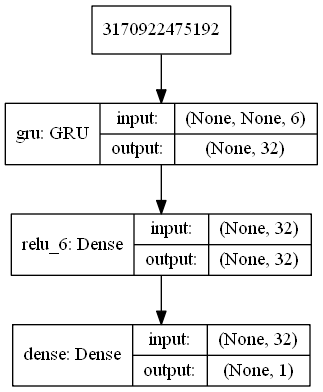 3170922475192
gru: GRU
input:
(None, None, 6)
output:
(None, 32)
relu_6: Dense
input:
(None, 32)
output:
(None, 32)
dense: Dense
input:
(None, 32)
output:
(None, 1)